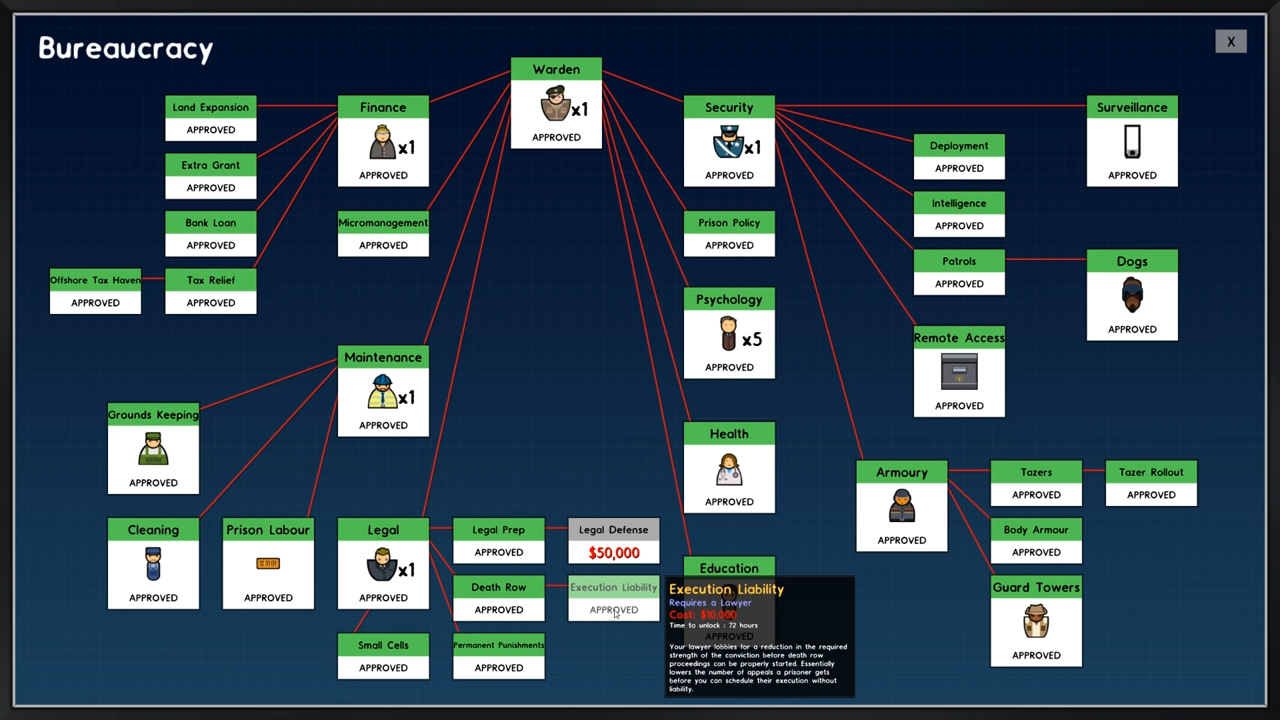 Bureaucracy
X
Warden
x1
APPROVED
Land Expansion
APPROVED
Finance
x1
APPROVED
Security
x1
APPROVED
Surveillance
APPROVED
Extra Grant
APPROVED
Deployment
APPROVED
Bank Loan
APPROVED
Micromanagement
APPROVED
Prison Policy
APPROVED
Intelligence
APPROVED
Offshore Tax Haven
APPROVED
Tax Relief
APPROVED
Patrols
APPROVED
Dogs
APPROVED
Psychology
x5
APPROVED
Remote Access
APPROVED
Maintenance
x1
APPROVED
Grounds Keeping
APPROVED
Health
APPROVED
Armoury
APPROVED
Tazers
APPROVED
Tazer Rollout
APPROVED
Cleaning
APPROVED
Prison Labour
APPROVED
Legal
x1
APPROVED
Legal Prep
APPROVED
Legal Defense
$50,000
Body Armour
APPROVED
Death Row
APPROVED
Execution Liability
APPROVED
Education
APPROVED
Guard Towers
APPROVED
Small Cells
APPROVED
Permanent Punishments
APPROVED
Execution Liability
Requires a Lawyer
Cost: $10,000
Time to unlock : 72 hours
Your lawyer lobbies for a reduction in the required
strength of the conviction before death row
proceedings can be properly started. Essentially
lowers the number of appeals a prisoner gets
before you can schedule their execution without
liability.